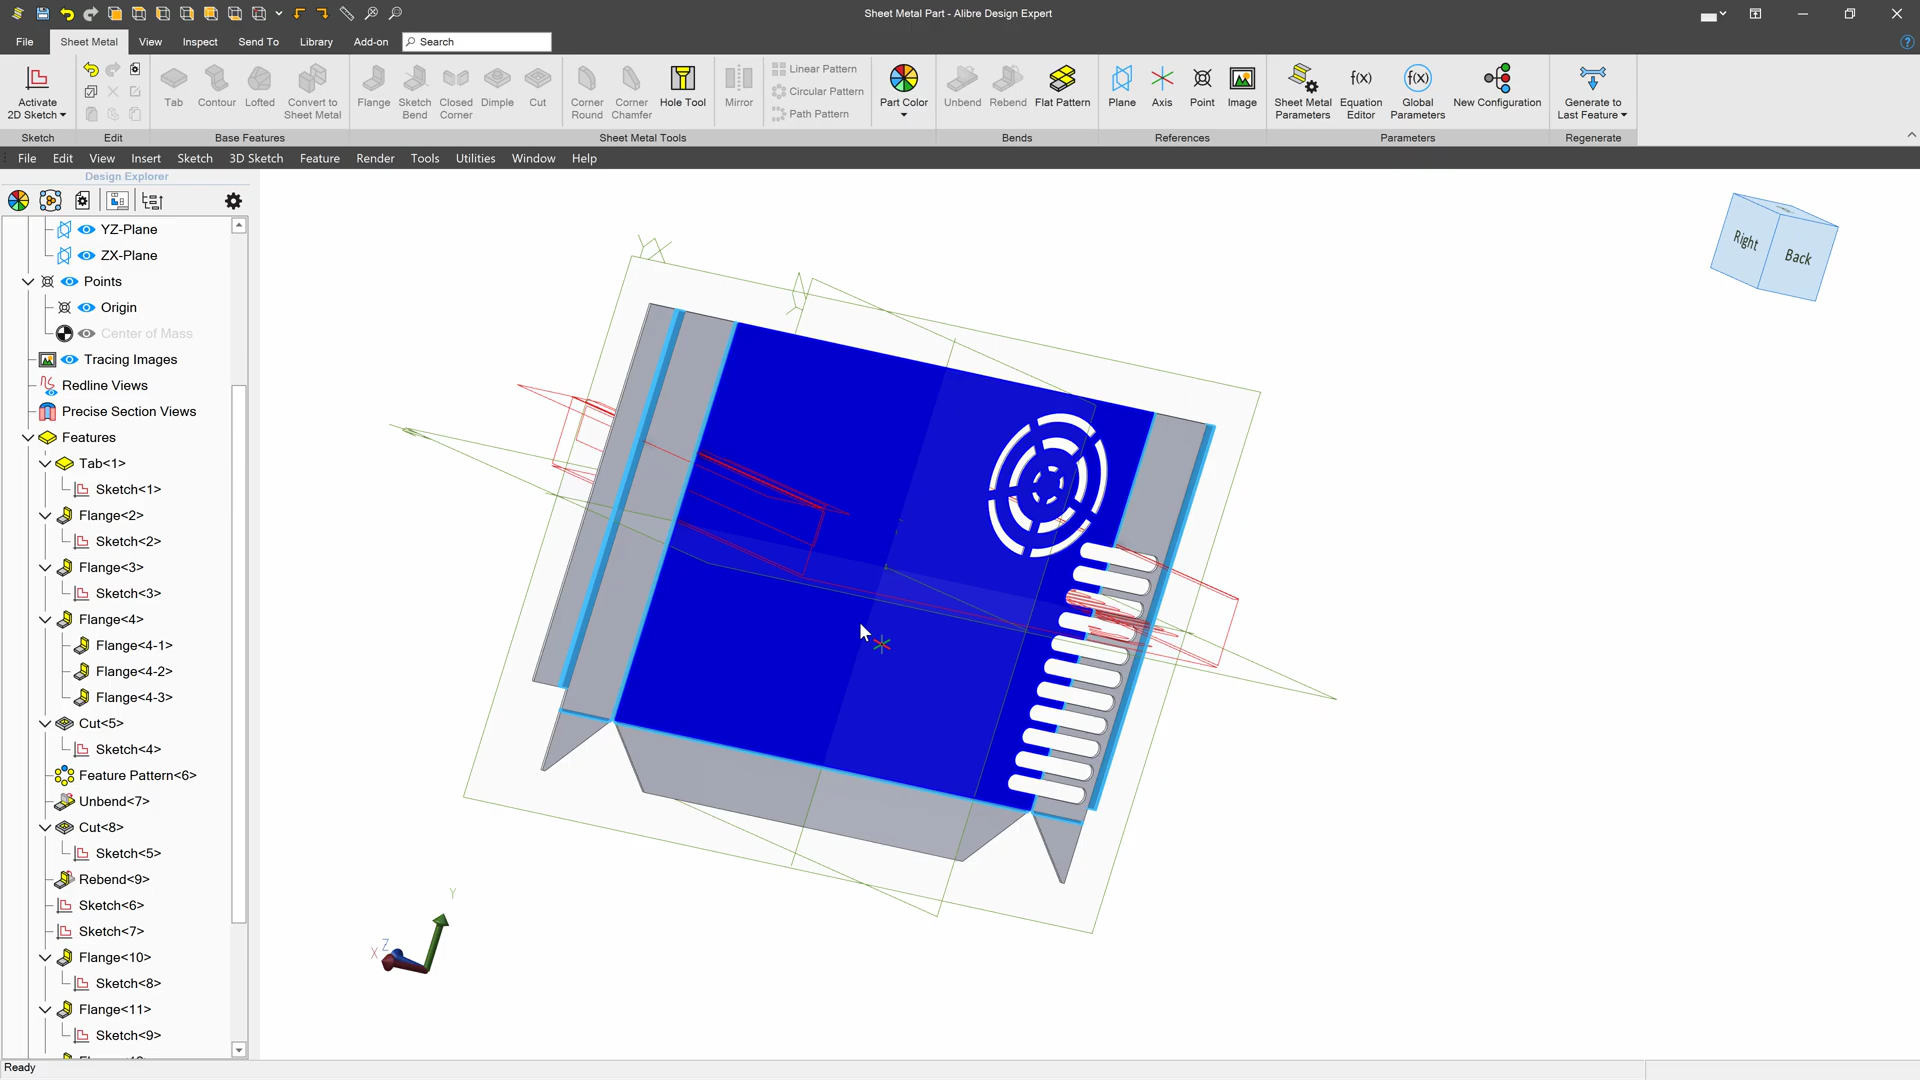 Sheet Metal Part - Alibre Design Expert
File Sheet Metal View Inspect Send To Library Add-on Search
Activate
2D Sketch
Tab
Contour
Lofted
Convert to
Sheet Metal
Flange
Sketch
Bend
Closed
Corner
Dimple
Cut
Corner
Round
Corner
Chamfer
Hole Tool
Mirror
Linear Pattern
Circular Pattern
Path Pattern
Part Color
Unbend
Rebend
Flat Pattern
Plane
Axis
Point
Image
f(x)
f(x)
Sheet Metal
Parameters
Equation
Editor
Global
Parameters
New Configuration
Generate to
Last Feature
Sketch Edit Base Features Sheet Metal Tools Bends References Parameters Regenerate
File Edit View Insert Sketch 3D Sketch Feature Render Tools Utilities Window Help
Design Explorer
YZ-Plane
ZX-Plane
Points
Origin
Center of Mass
Tracing Images
Redline Views
Precise Section Views
Features
Tab<1>
Sketch<1>
Flange<2>
Sketch<2>
Flange<3>
Sketch<3>
Flange<4>
Flange<4-1>
Flange<4-2>
Flange<4-3>
Cut<5>
Sketch<4>
Feature Pattern<6>
Unbend<7>
Cut<8>
Sketch<5>
Rebend<9>
Sketch<6>
Sketch<7>
Flange<10>
Sketch<8>
Flange<11>
Sketch<9>
Right
Back
Y
Z
X
Ready